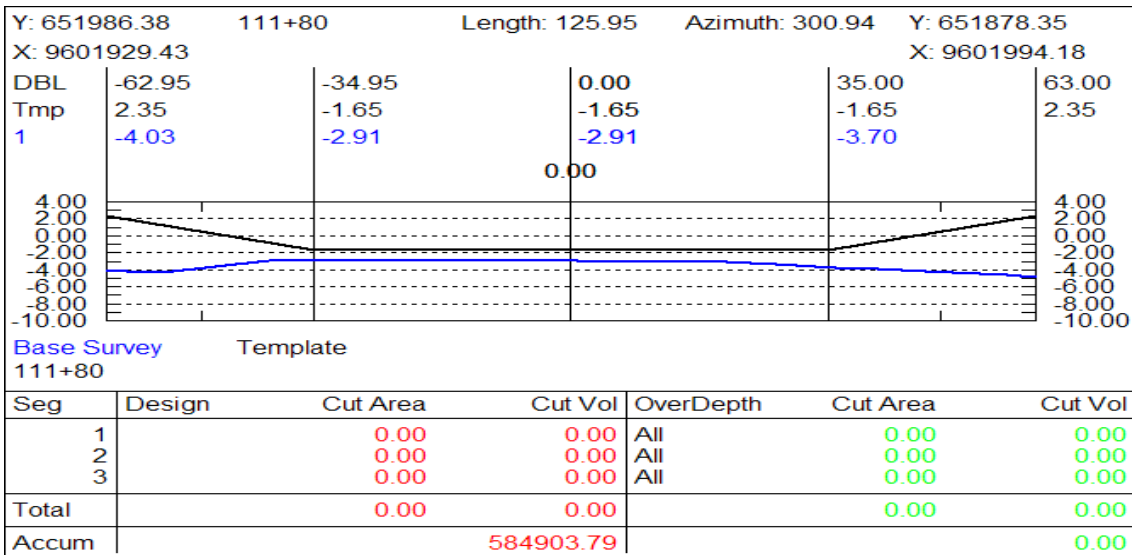 Y: 651986.38 111+80 Length: 125.95 Azimuth: 300.94 Y: 651878.35
X: 9601929.43 X: 9601994.18
DBL -62.95 -34.95 0.00 35.00 63.00
Tmp 2.35 -1.65 -1.65 -1.65 2.35
1 -4.03 -2.91 -2.91 -3.70
0.00
4.00 4.00
2.00 2.00
0.00 0.00
-2.00 -2.00
-4.00 -4.00
-6.00 -6.00
-8.00 -8.00
-10.00 -10.00
Base Survey Template
111+80
Seg Design Cut Area Cut Vol OverDepth Cut Area Cut Vol
1 0.00 0.00 All 0.00 0.00
2 0.00 0.00 All 0.00 0.00
3 0.00 0.00 All 0.00 0.00
Total 0.00 0.00 0.00 0.00
Accum 584903.79 0.00